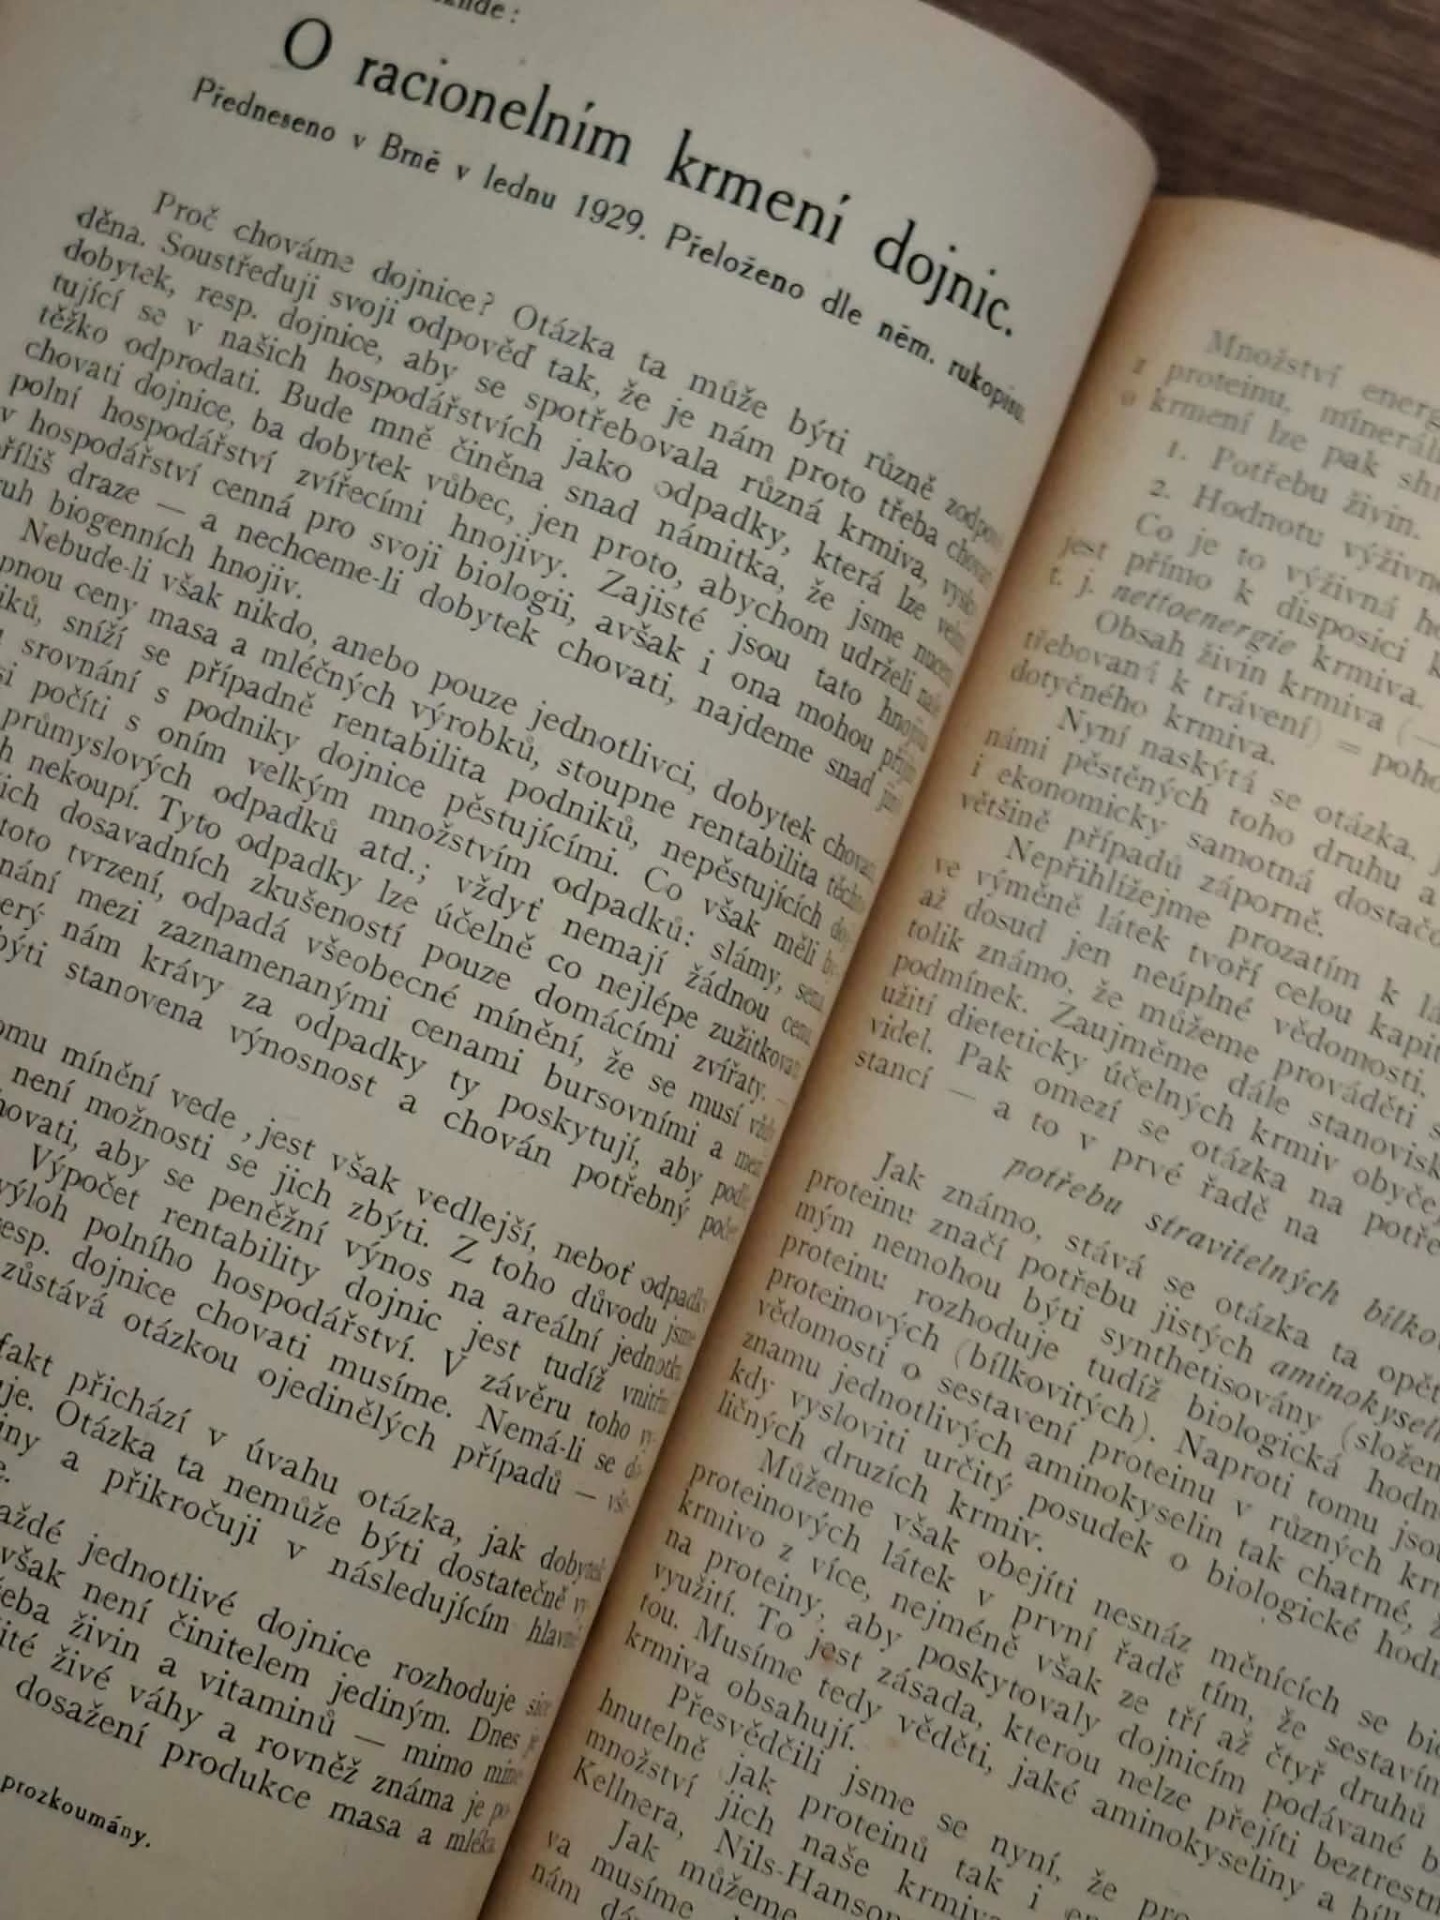 O racionelním krmení dojnic.
Předneseno v Brně v lednu 1929. Přeloženo dle něm. rukopisu.
Proč chováme dojnice? Otázka ta může býti různě
děna. Soustřeďuji svoji odpověď tak, že je nám proto třeba
dobytek, resp. dojnice, aby se spotřebovala různá krmiva,
tující se v našich hospodářstvích jako odpadky, která lze
těžko odprodati. Bude mně činěna snad námitka, že jsme nuceni
chovati dojnice, ba dobytek vůbec, jen proto, abychom udrželi
polní hospodářství zvířecími hnojivy. Zajisté jsou tato hnojiva
v hospodářství cenná pro svoji biologii, avšak i ona mohou
příliš draze — a nechceme-li dobytek chovati, najdeme snad
biogenních hnojiv.
Nebude-li však nikdo, anebo pouze jednotlivci, dobytek
ceny masa a mléčných výrobků, stoupne rentabilita
sníží se případně rentabilita podniků, nepěstujících
srovnání s podniky dojnice pěstujícími. Co však měli
počíti s oním velkým množstvím odpadků: slámy,
průmyslových odpadků atd.; vždyť nemají žádnou cenu
nekoupí. Tyto odpadky lze účelně co nejlépe
dosavadních zkušeností pouze domácími zvířaty. —
toto tvrzení, odpadá všeobecné mínění, že se musí
mezi zaznamenanými cenami bursovními a
nám krávy za odpadky ty poskytují, aby
býti stanovena výnosnost a chován potřebný
mínění vede, jest však vedlejší, neboť
není možnosti se jich zbýti. Z toho důvodu jsme
aby se peněžní výnos na areální
Výpočet rentability dojnic jest tudíž
výloh polního hospodářství. V závěru toho
resp. dojnice chovati musíme. Nemá-li se
zůstává otázkou ojedinělých případů —
fakt přichází v úvahu otázka, jak dobytek
Otázka ta nemůže býti dostatečně
a přikročuji v následujícím
jednotlivé dojnice rozhoduje sice
však není činitelem jediným. Dnes
živin a vitaminů — mimo
živé váhy a rovněž známa je
dosažení produkce masa a mléka
prozkoumány.
Množství
proteinu,
krmení lze pak
1. Potřebu živin.
2. Hodnotu
Co je to výživná
jest přímo k disposici
t. j. nettoenergie krmiva.
Obsah živin krmiva (—
třebovaná k trávení) =
dotyčného krmiva.
Nyní naskýtá se otázka,
námi pěstěných toho druhu a
i ekonomicky samotná
většině případů záporně.
Nepřihlížejme prozatím k
ve výměně látek tvoří celou
až dosud jen neúplné vědomosti,
tolik známo, že můžeme prováděti
podmínek. Zaujměme dále
užití dieteticky účelných krmiv
videl. Pak omezí se otázka na
stancí — a to v prvé řadě na
potřebu stravitelných
Jak známo, stává se otázka ta
proteinu značí potřebu jistých
mým nemohou býti synthetisovány
proteinu rozhoduje tudíž biologická
proteinových (bílkovitých). Naproti tomu
vědomosti o sestavení proteinu v různých
znamu jednotlivých aminokyselin tak chatrné,
kdy vysloviti určitý posudek o biologické
ličných druzích krmiv.
Můžeme však obejíti nesnáz měnících se
proteinových látek v první řadě tím, že
krmivo z více, nejméně však ze tří až čtyř druhů
na proteiny, aby poskytovaly dojnicím podávané
využití. To jest zásada, kterou nelze přejíti
tou. Musíme tedy věděti, jaké aminokyseliny a
krmiva obsahují.
Přesvědčili jsme se nyní, že
hnutelně jak proteinů tak i
množství jich naše
Kellnera,
Jak můžeme
va musíme
nám